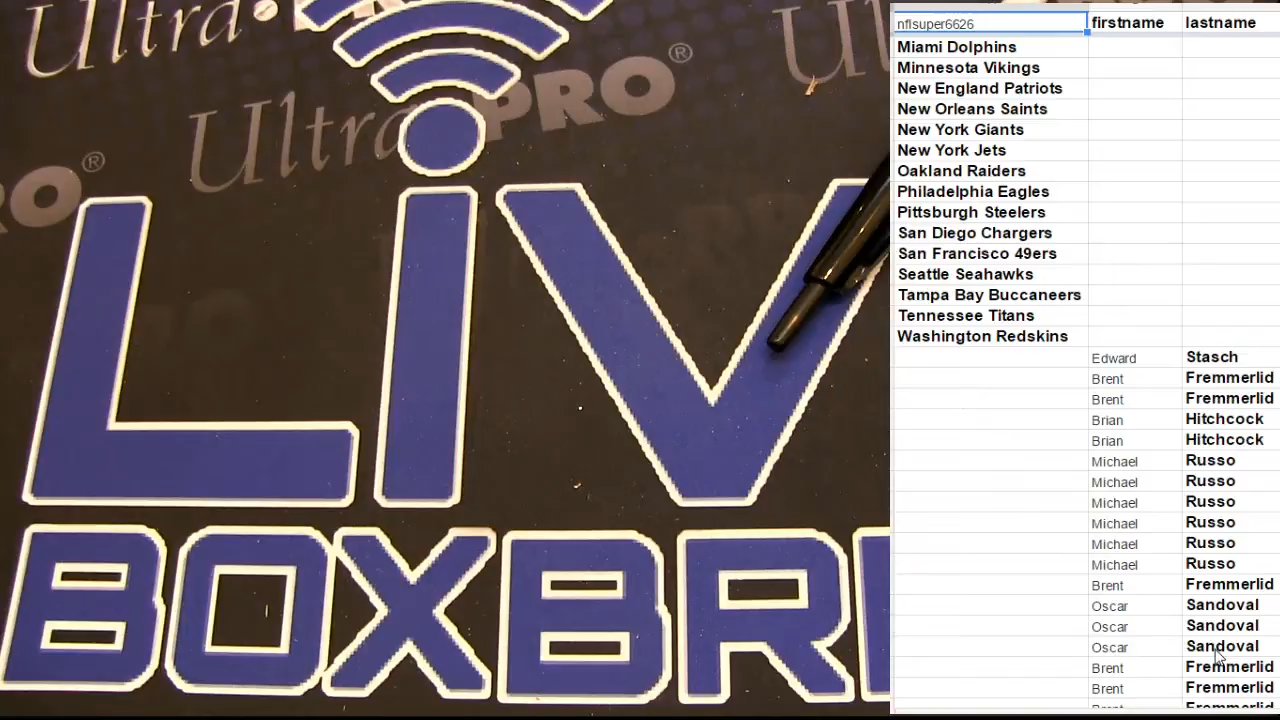 Ultra PRO
Ultra PRO®
PRO®
LiV
BOXBR
nflsuper6626 firstname lastname
Miami Dolphins
Minnesota Vikings
New England Patriots
New Orleans Saints
New York Giants
New York Jets
Oakland Raiders
Philadelphia Eagles
Pittsburgh Steelers
San Diego Chargers
San Francisco 49ers
Seattle Seahawks
Tampa Bay Buccaneers
Tennessee Titans
Washington Redskins
Edward Stasch
Brent Fremmerlid
Brent Fremmerlid
Brian Hitchcock
Brian Hitchcock
Michael Russo
Michael Russo
Michael Russo
Michael Russo
Michael Russo
Michael Russo
Brent Fremmerlid
Oscar Sandoval
Oscar Sandoval
Oscar Sandoval
Brent Fremmerlid
Brent Fremmerlid